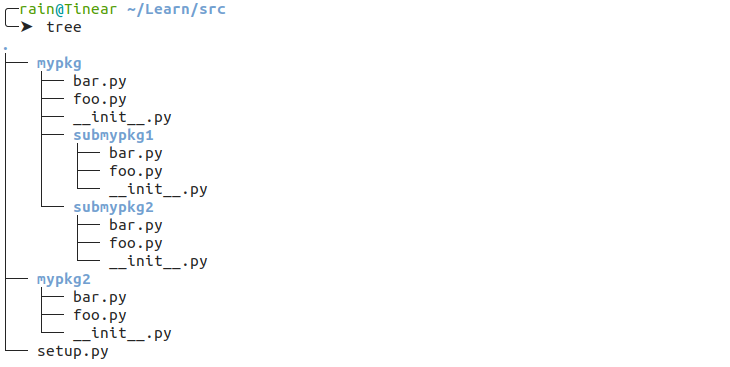 ╭─rain@Tinear ~/Learn/src
╰─➤ tree
.
├── mypkg
│   ├── bar.py
│   ├── foo.py
│   ├── __init__.py
│   ├── submypkg1
│   │   ├── bar.py
│   │   ├── foo.py
│   │   └── __init__.py
│   └── submypkg2
│       ├── bar.py
│       ├── foo.py
│       └── __init__.py
├── mypkg2
│   ├── bar.py
│   ├── foo.py
│   └── __init__.py
└── setup.py